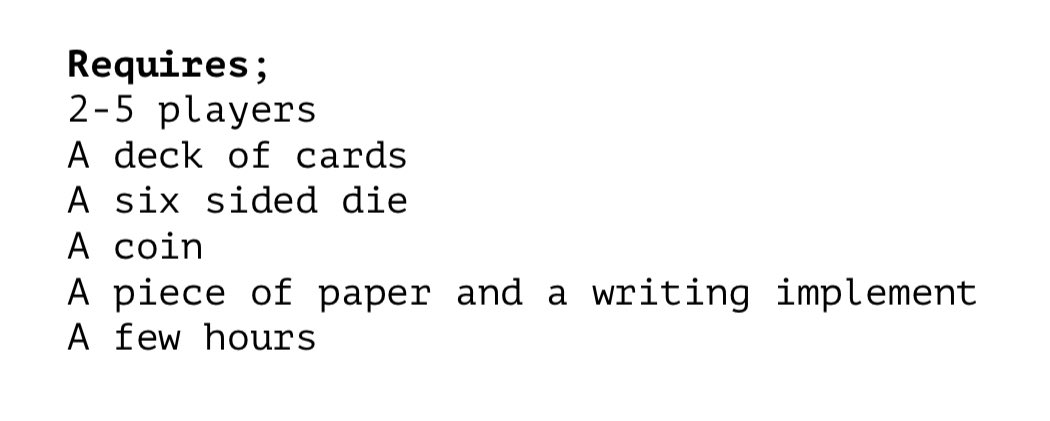 Requires;
2-5 players
A deck of cards
A six sided die
A coin
A piece of paper and a writing implement
A few hours